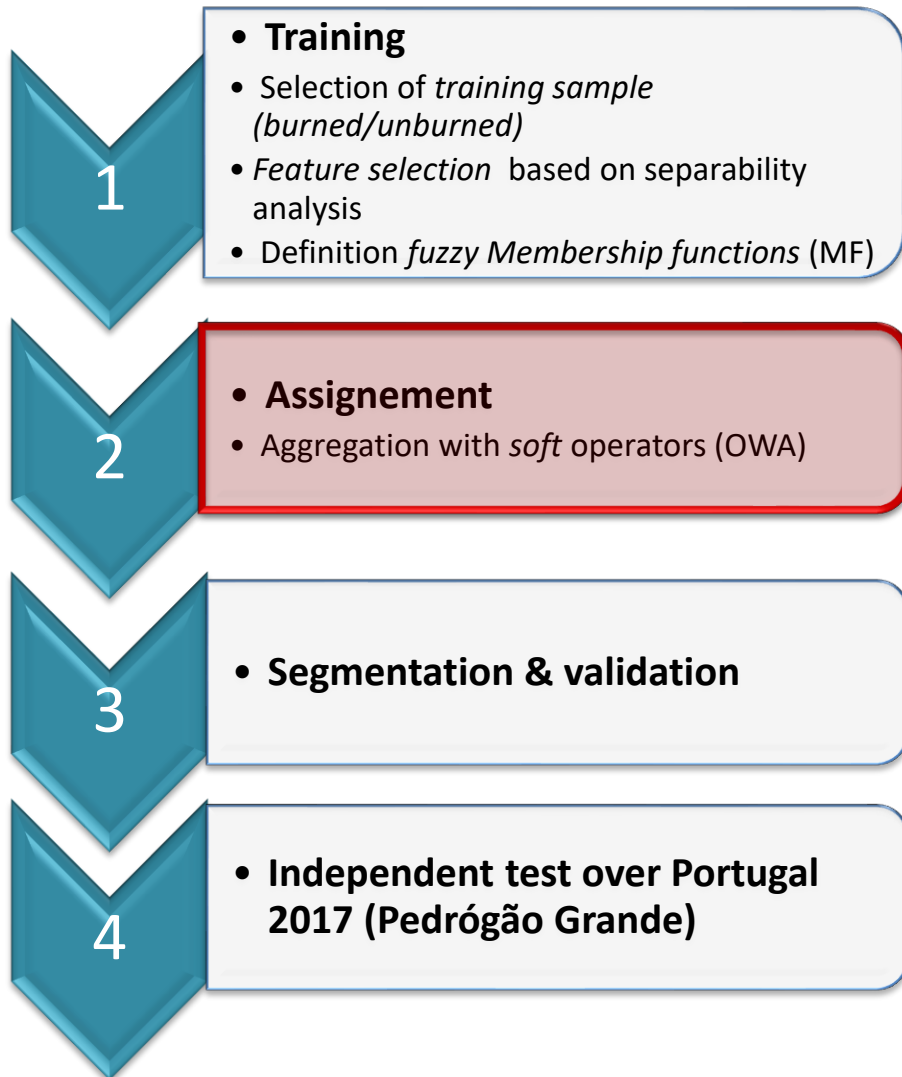 1
• Training
• Selection of training sample
(burned/unburned)
• Feature selection based on separability
analysis
• Definition fuzzy Membership functions (MF)
2
• Assignement
• Aggregation with soft operators (OWA)
3
• Segmentation & validation
4
• Independent test over Portugal
2017 (Pedrógão Grande)